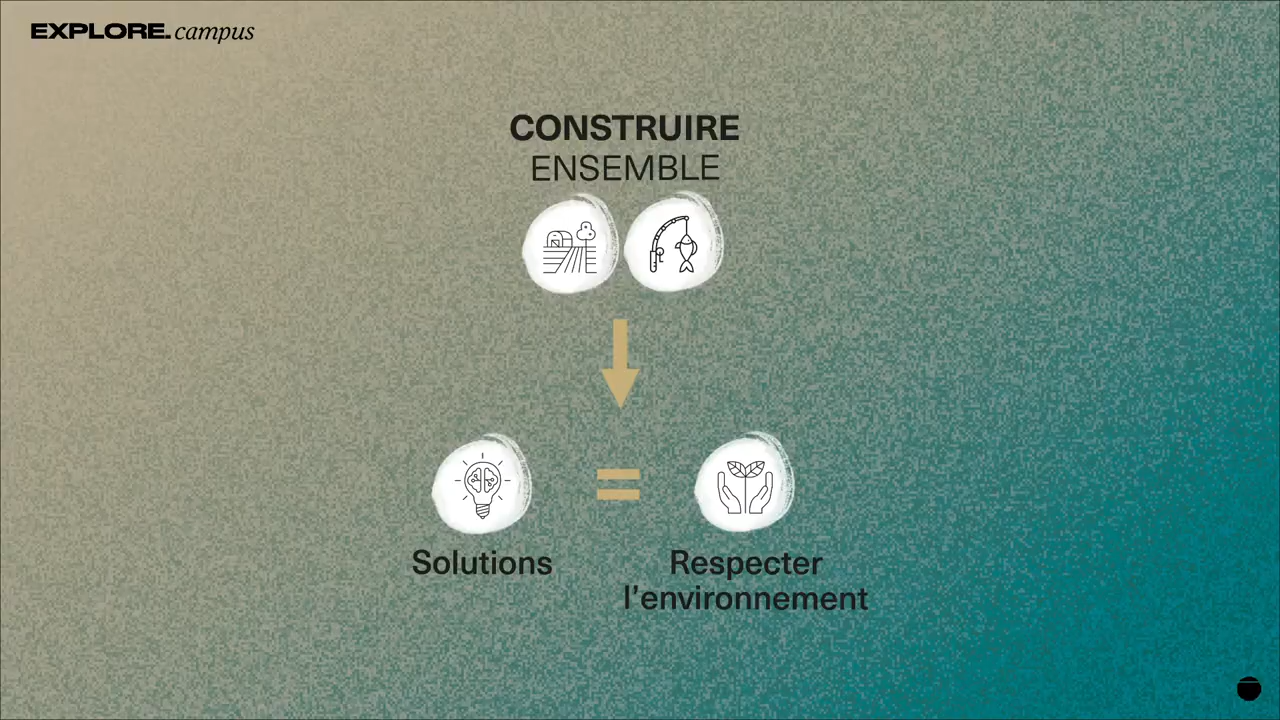 EXPLORE.campus
CONSTRUIRE
ENSEMBLE
Solutions
Respecter
l'environnement